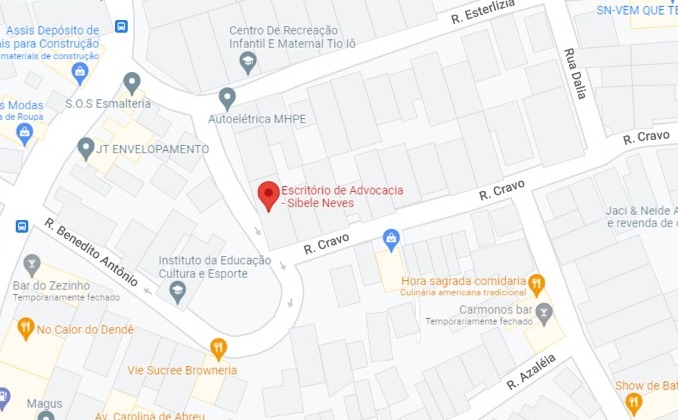 R. Esterlízia
SN-VEM QUE TE
Assis Depósito de
is para Construção
materiais de construção
Centro De Recreação
Infantil E Maternal Tio Iô
Rua Dalia
S.O.S Esmalteria
s Modas
a de Roupa
Autoelétrica MHPE
R. Cravo
JT ENVELOPAMENTO
Escritório de Advocacia
- Sibele Neves
R. Cravo
Jaci & Neide A
e revenda de c
R. Benedito Antônio
R. Cravo
Instituto da Educação
Cultura e Esporte
Bar do Zezinho
Temporariamente fechado
Hora sagrada comidaria
Culinária americana tradicional
Carmonos bar
Temporariamente fechado
No Calor do Dendê
Vie Sucree Browneria
R. Azaléia
Show de Bat
Magus
Av. Carolina de Abreu